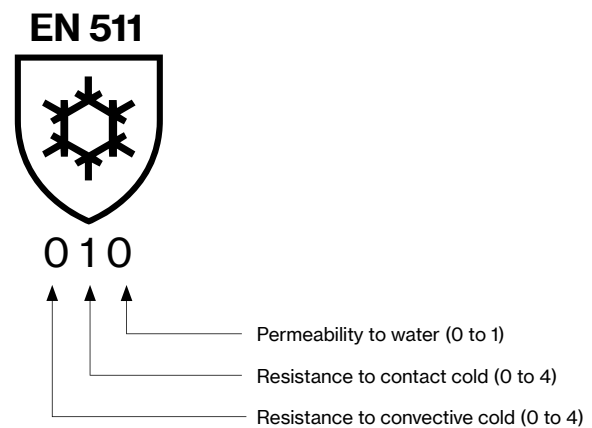 EN 511
0 1 0
Permeability to water (0 to 1)
Resistance to contact cold (0 to 4)
Resistance to convective cold (0 to 4)